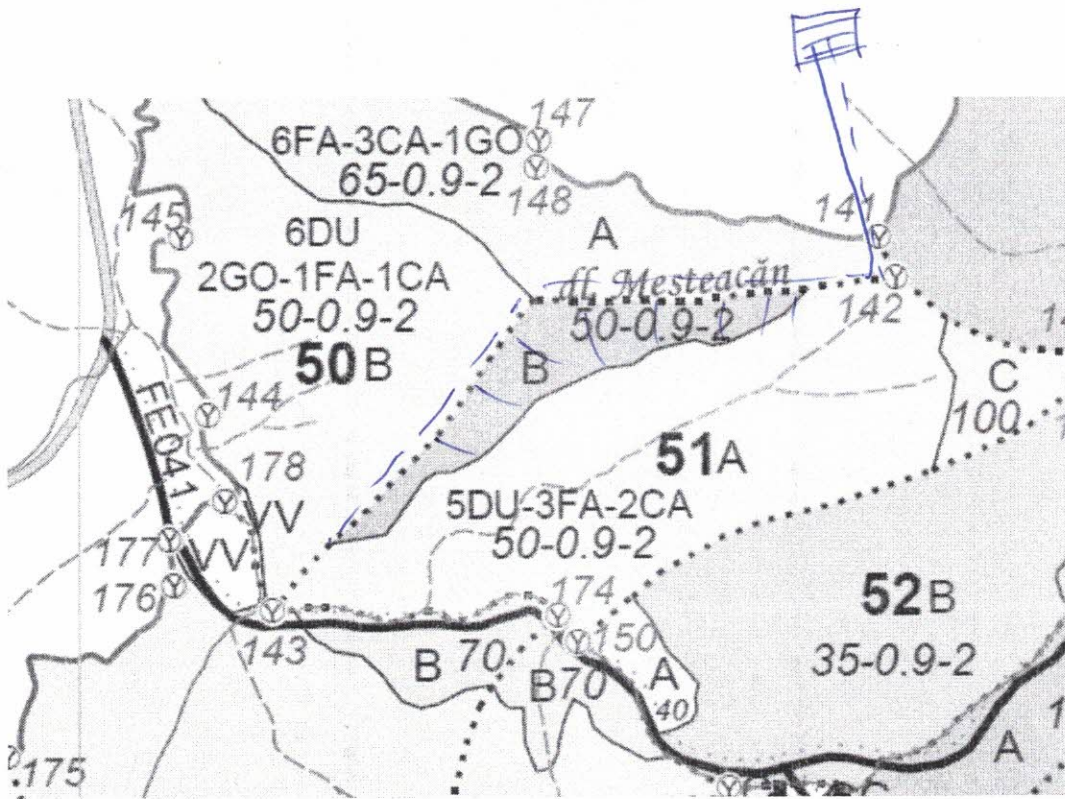 147
6FA-3CA-1GO
65-0.9-2
148
145
6DU
A
141
2GO-1FA-1CA
dl. Mesteacăn
50-0.9-2
50-0.9-2
142
50 B
B
C
144
100
FE041
178
51A
VV
5DU-3FA-2CA
177
VV
50-0.9-2
176
174
52B
143
B 70
150
35-0.9-2
B70
A
40
A
175